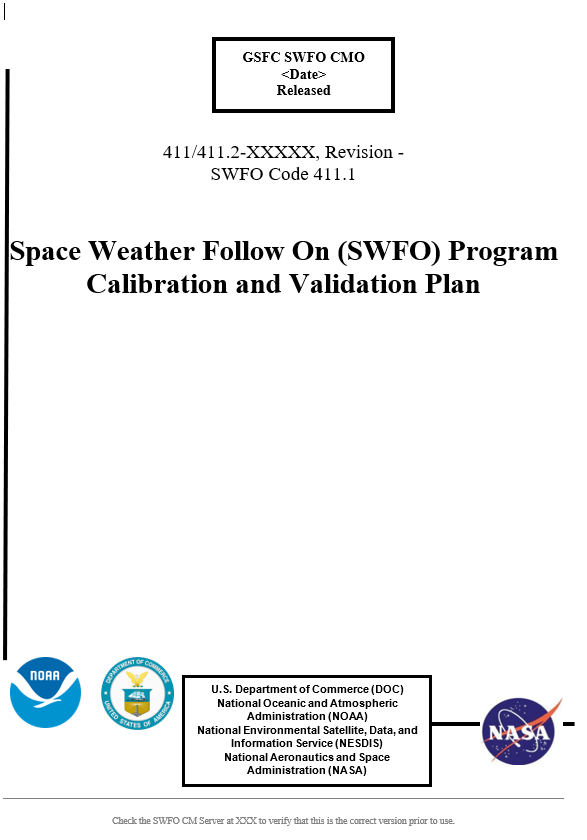 GSFC SWFO CMO
<Date>
Released
411/411.2-XXXXX, Revision -
SWFO Code 411.1
Space Weather Follow On (SWFO) Program
Calibration and Validation Plan
NOAA
DEPARTMENT OF COMMERCE
UNITED STATES OF AMERICA
U.S. Department of Commerce (DOC)
National Oceanic and Atmospheric
Administration (NOAA)
National Environmental Satellite, Data, and
Information Service (NESDIS)
National Aeronautics and Space
Administration (NASA)
NASA
Check the SWFO CM Server at XXX to verify that this is the correct version prior to use.